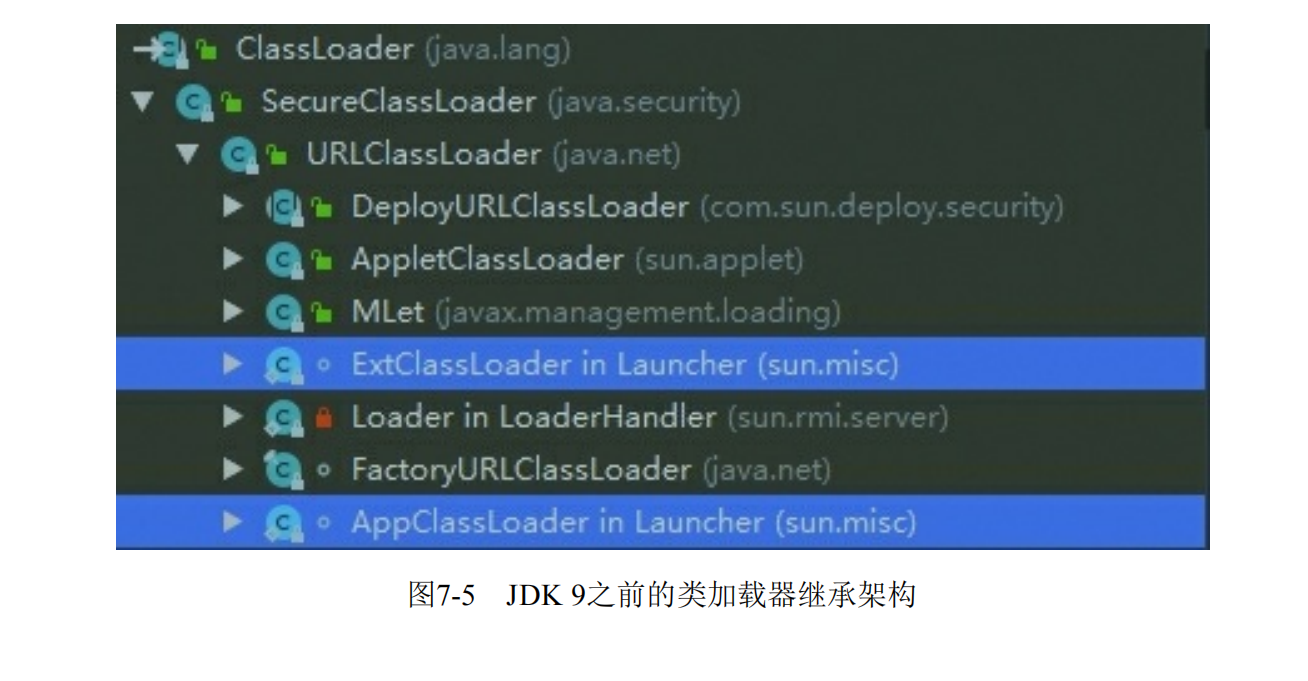 ClassLoader (java.lang)
SecureClassLoader (java.security)
URLClassLoader (java.net)
DeployURLClassLoader (com.sun.deploy.security)
AppletClassLoader (sun.applet)
MLet (javax.management.loading)
ExtClassLoader in Launcher (sun.misc)
Loader in LoaderHandler (sun.rmi.server)
FactoryURLClassLoader (java.net)
AppClassLoader in Launcher (sun.misc)
图7-5 JDK 9之前的类加载器继承架构